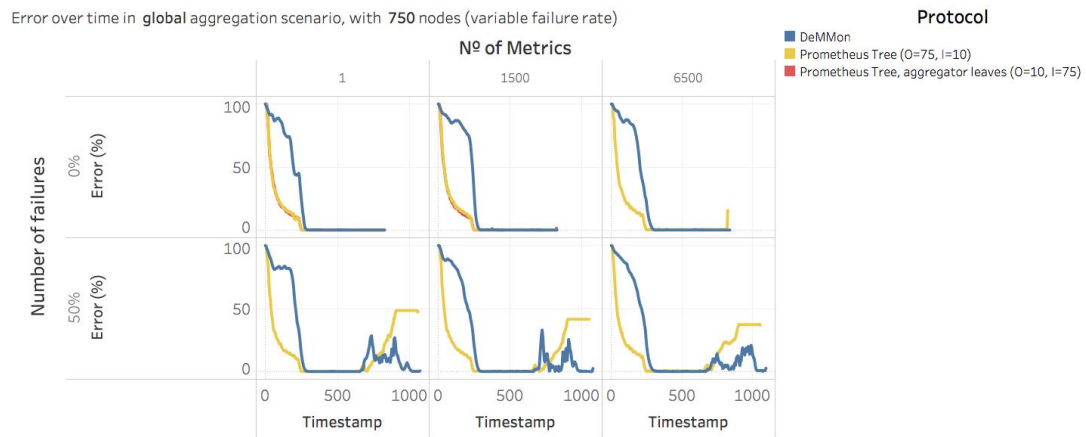 Error over time in global aggregation scenario, with 750 nodes (variable failure rate)
Protocol
DeMMon
Prometheus Tree (O=75, I=10)
Prometheus Tree, aggregator leaves (O=10, I=75)
Nº of Metrics
1 1500 6500
Number of failures
0%
Error (%)
100
50
0
50%
Error (%)
100
50
0
0 500 1000 0 500 1000 0 500 1000
Timestamp Timestamp Timestamp